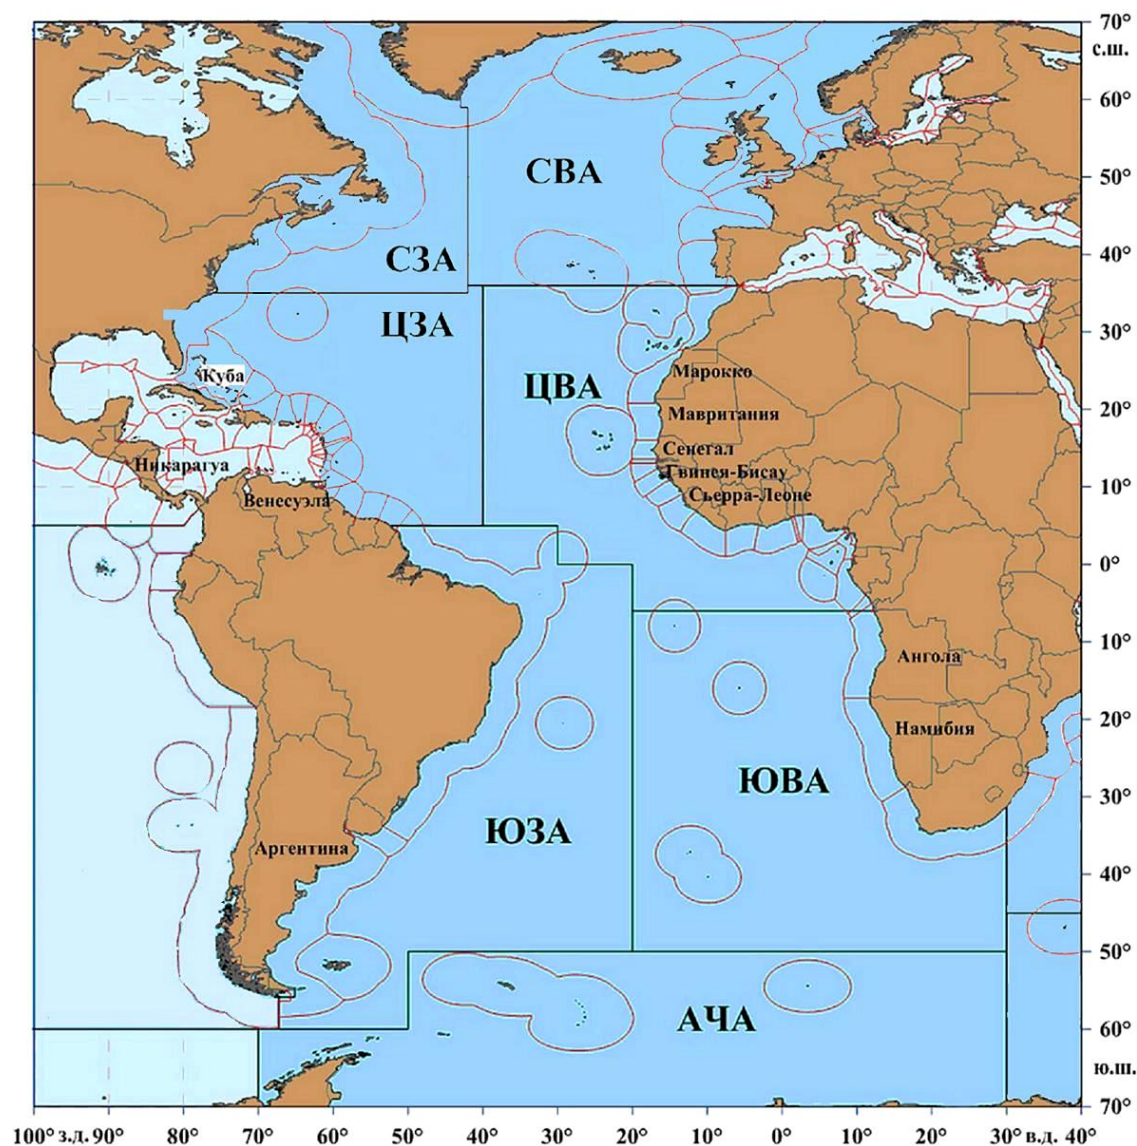 70°
с.ш.
60°
СВА
50°
СЗА
40°
ЦЗА
30°
Куба
ЦВА
Марокко
20°
Мавритания
Сенегал
Никарагуа
Гвинея-Бисау
10°
Венесуэла
Сьерра-Леоне
0°
10°
Ангола
20°
Намибия
ЮВА
30°
ЮЗА
Аргентина
40°
50°
АЧА
60°
ю.ш.
70°
100° з.д. 90° 80° 70° 60° 50° 40° 30° 20° 10° 0° 10° 20° 30° в.д. 40°